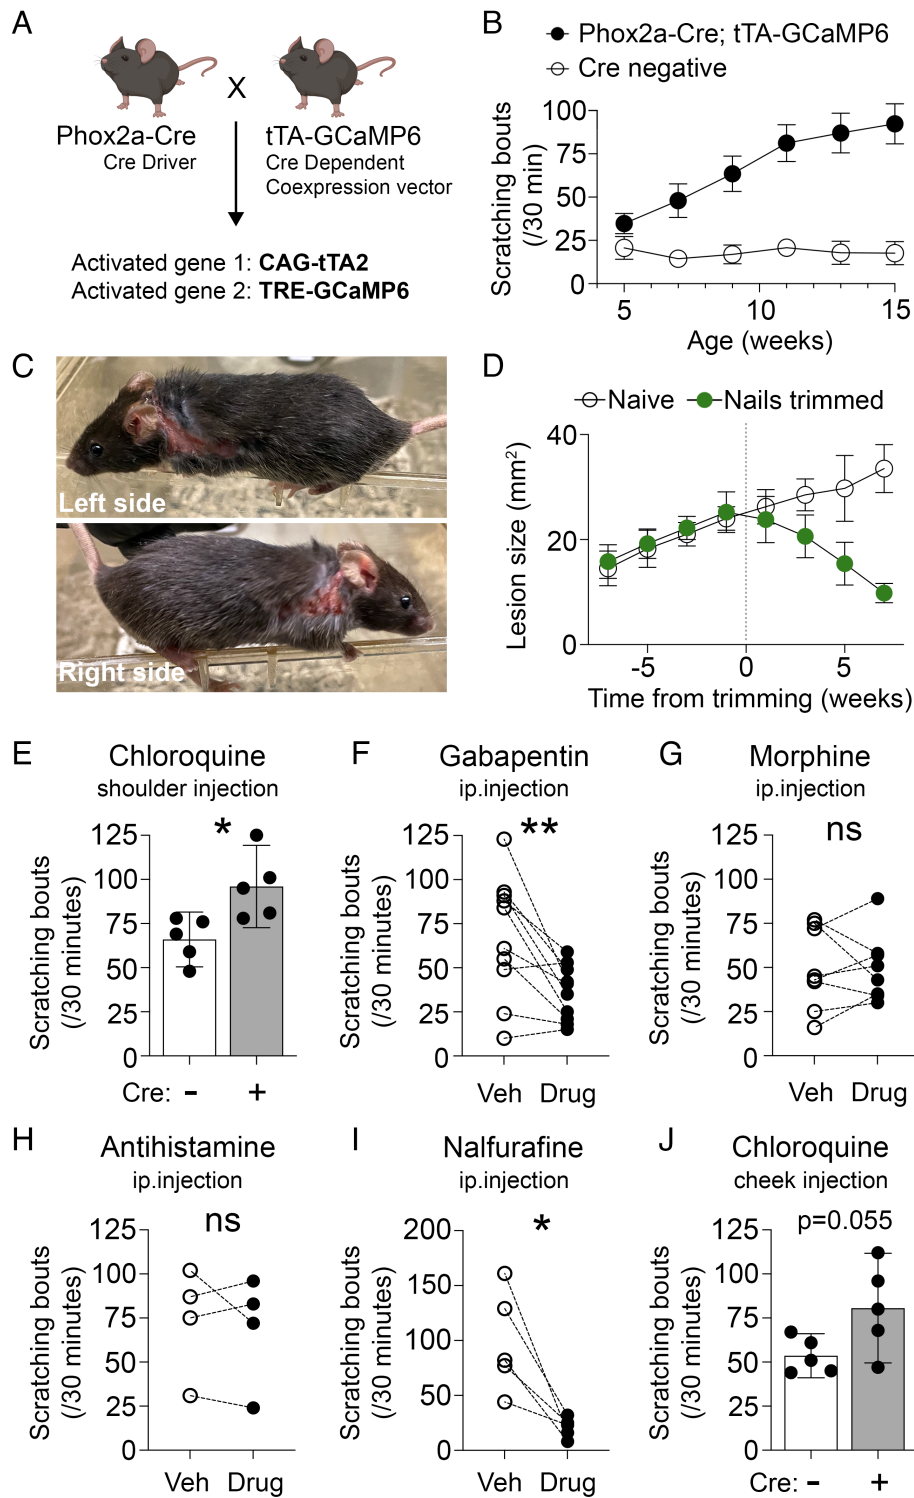 A
Phox2a-Cre
Cre Driver
X
tTA-GCaMP6
Cre Dependent
Coexpression vector
Activated gene 1: CAG-tTA2
Activated gene 2: TRE-GCaMP6
B
Phox2a-Cre; tTA-GCaMP6
Cre negative
Scratching bouts
(/30 min)
100
75
50
25
0
5
10
15
Age (weeks)
C
Left side
Right side
D
Naive
Nails trimmed
Lesion size (mm²)
40
20
0
-5
0
5
Time from trimming (weeks)
E
Chloroquine
shoulder injection
*
Scratching bouts
(/30 minutes)
125
100
75
50
25
0
Cre: - +
F
Gabapentin
ip.injection
**
Scratching bouts
(/30 minutes)
125
100
75
50
25
0
Veh Drug
G
Morphine
ip.injection
ns
Scratching bouts
(/30 minutes)
125
100
75
50
25
0
Veh Drug
H
Antihistamine
ip.injection
ns
Scratching bouts
(/30 minutes)
125
100
75
50
25
0
Veh Drug
I
Nalfurafine
ip.injection
*
Scratching bouts
(/30 minutes)
200
150
100
50
0
Veh Drug
J
Chloroquine
cheek injection
p=0.055
Scratching bouts
(/30 minutes)
125
100
75
50
25
0
Cre: - +